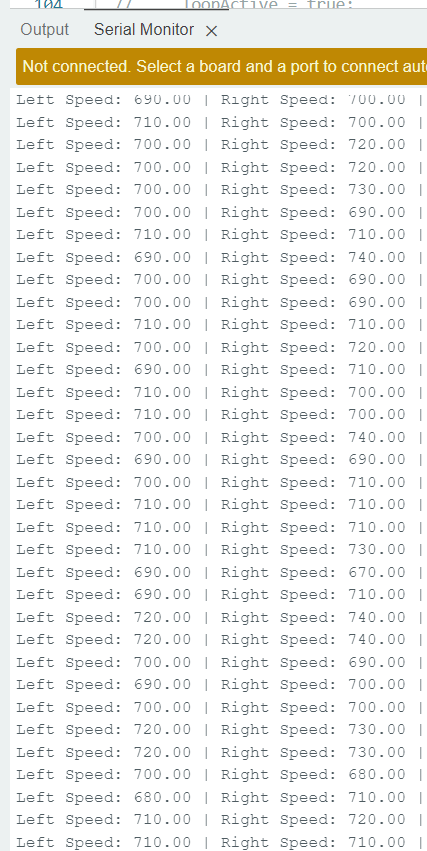 104 // loopActive = true;
Output Serial Monitor ×
Not connected. Select a board and a port to connect aut
Left Speed: 690.00 | Right Speed: 700.00 |
Left Speed: 710.00 | Right Speed: 700.00 |
Left Speed: 700.00 | Right Speed: 720.00 |
Left Speed: 700.00 | Right Speed: 720.00 |
Left Speed: 700.00 | Right Speed: 730.00 |
Left Speed: 700.00 | Right Speed: 690.00 |
Left Speed: 710.00 | Right Speed: 710.00 |
Left Speed: 690.00 | Right Speed: 740.00 |
Left Speed: 700.00 | Right Speed: 690.00 |
Left Speed: 700.00 | Right Speed: 690.00 |
Left Speed: 710.00 | Right Speed: 710.00 |
Left Speed: 700.00 | Right Speed: 720.00 |
Left Speed: 690.00 | Right Speed: 710.00 |
Left Speed: 710.00 | Right Speed: 700.00 |
Left Speed: 710.00 | Right Speed: 700.00 |
Left Speed: 700.00 | Right Speed: 740.00 |
Left Speed: 690.00 | Right Speed: 690.00 |
Left Speed: 700.00 | Right Speed: 710.00 |
Left Speed: 710.00 | Right Speed: 710.00 |
Left Speed: 710.00 | Right Speed: 710.00 |
Left Speed: 710.00 | Right Speed: 730.00 |
Left Speed: 690.00 | Right Speed: 670.00 |
Left Speed: 690.00 | Right Speed: 710.00 |
Left Speed: 720.00 | Right Speed: 740.00 |
Left Speed: 720.00 | Right Speed: 740.00 |
Left Speed: 700.00 | Right Speed: 690.00 |
Left Speed: 690.00 | Right Speed: 700.00 |
Left Speed: 700.00 | Right Speed: 700.00 |
Left Speed: 720.00 | Right Speed: 730.00 |
Left Speed: 720.00 | Right Speed: 730.00 |
Left Speed: 700.00 | Right Speed: 680.00 |
Left Speed: 680.00 | Right Speed: 710.00 |
Left Speed: 710.00 | Right Speed: 720.00 |
Left Speed: 710.00 | Right Speed: 710.00 |